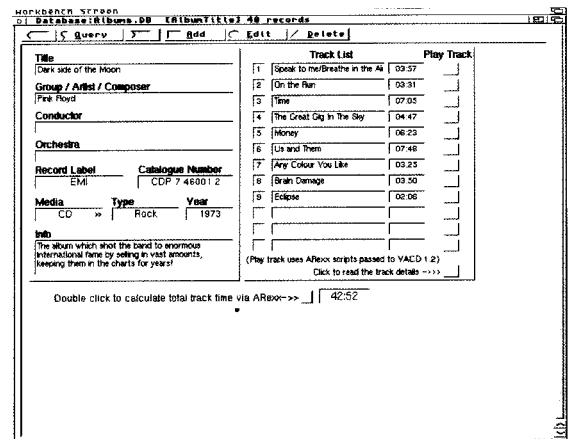 Workbench Screen
Database:Albums.DB [AlbumTitle] 40 records
Query Add Edit Delete
Title
Dark side of the Moon
Group / Artist / Composer
Pink Floyd
Conductor
Orchestra
Record Label Catalogue Number
EMI CDP 7 46001 2
Media Type Year
CD » Rock 1973
Info
The album which shot the band to enormous
international fame by selling in vast amounts,
keeping them in the charts for years!
Track List Play Track
1 Speak to me/Breathe in the Ai 03:57
2 On the Run 03:31
3 Time 07:05
4 The Great Gig In The Sky 04:47
5 Money 06:23
6 Us and Them 07:48
7 Any Colour You Like 03:25
8 Brain Damage 03:50
9 Eclipse 02:06
(Play track uses ARexx scripts passed to YACD 1.2)
Click to read the track details ->>>
Double click to calculate total track time via ARexx->> 42:52